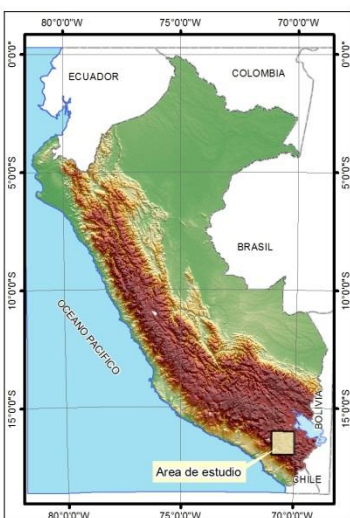 80°0'0"O 75°0'0"O 70°0'0"O
0°0'0"
0°0'0"
ECUADOR
COLOMBIA
5°0'0"S
5°0'0"S
BRASIL
10°0'0"S
10°0'0"S
OCEANO PACIFICO
15°0'0"S
15°0'0"S
BOLIVIA
Area de estudio
CHILE
80°0'0"O 75°0'0"O 70°0'0"O